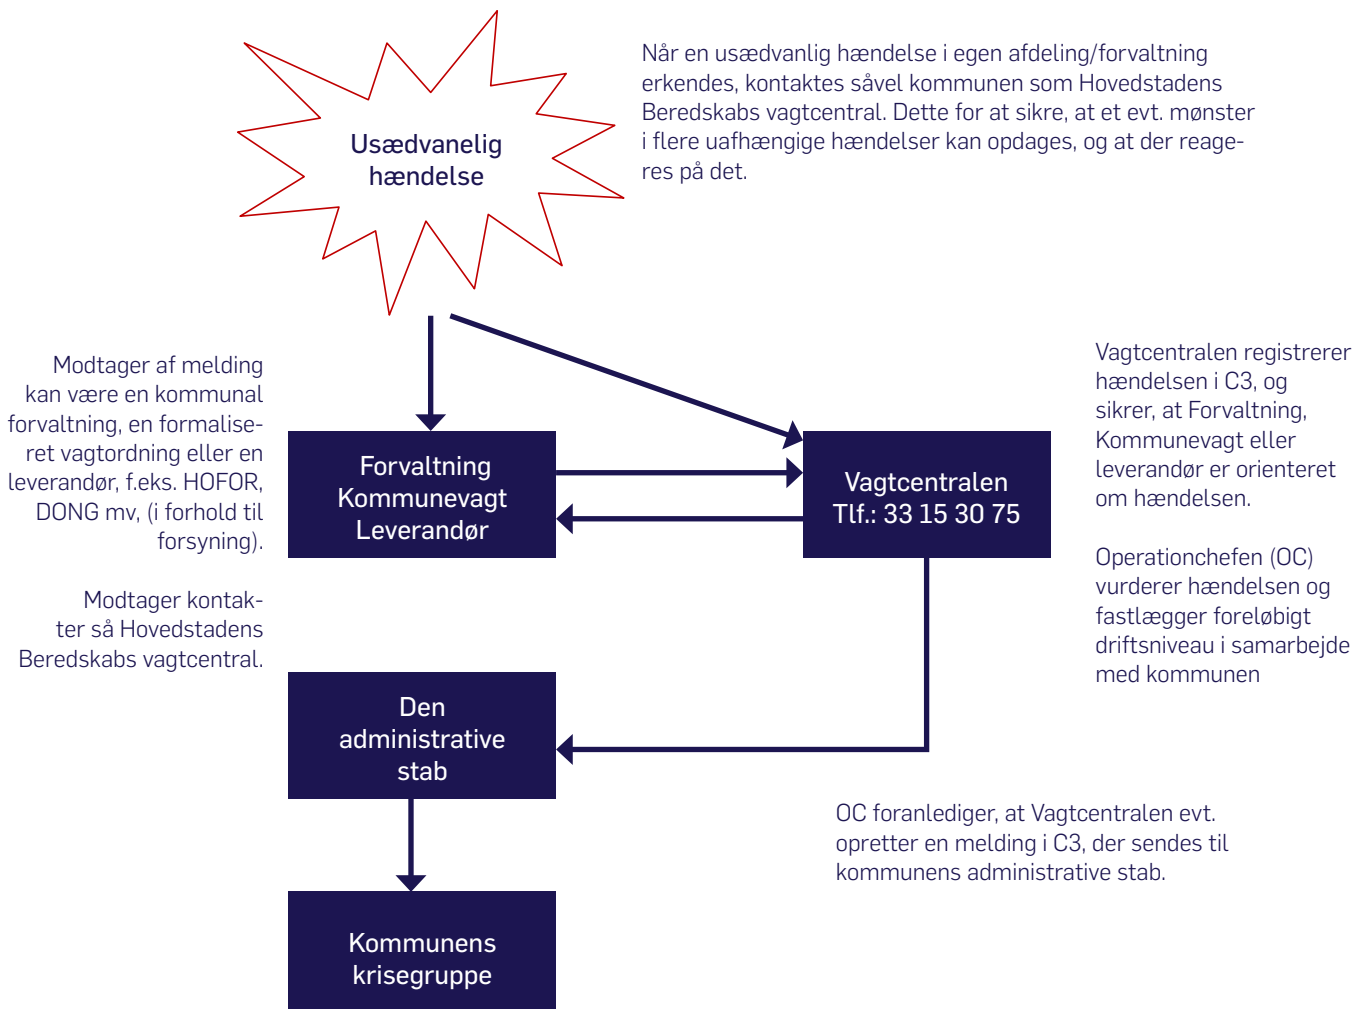 Når en usædvanlig hændelse i egen afdeling/forvaltning
erkendes, kontaktes såvel kommunen som Hovedstadens
Beredskabs vagtcentral. Dette for at sikre, at et evt. mønster
i flere uafhængige hændelser kan opdages, og at der reage-
res på det.
Usædvanelig
hændelse
Modtager af melding
kan være en kommunal
forvaltning, en formalise-
ret vagtordning eller en
leverandør, f.eks. HOFOR,
DONG mv, (i forhold til
forsyning).
Modtager kontak-
ter så Hovedstadens
Beredskabs vagtcentral.
Forvaltning
Kommunevagt
Leverandør
Vagtcentralen
Tlf.: 33 15 30 75
Vagtcentralen registrerer
hændelsen i C3, og
sikrer, at Forvaltning,
Kommunevagt eller
leverandør er orienteret
om hændelsen.
Operationchefen (OC)
vurderer hændelsen og
fastlægger foreløbigt
driftsniveau i samarbejde
med kommunen
Den
administrative
stab
OC foranlediger, at Vagtcentralen evt.
opretter en melding i C3, der sendes til
kommunens administrative stab.
Kommunens
krisegruppe